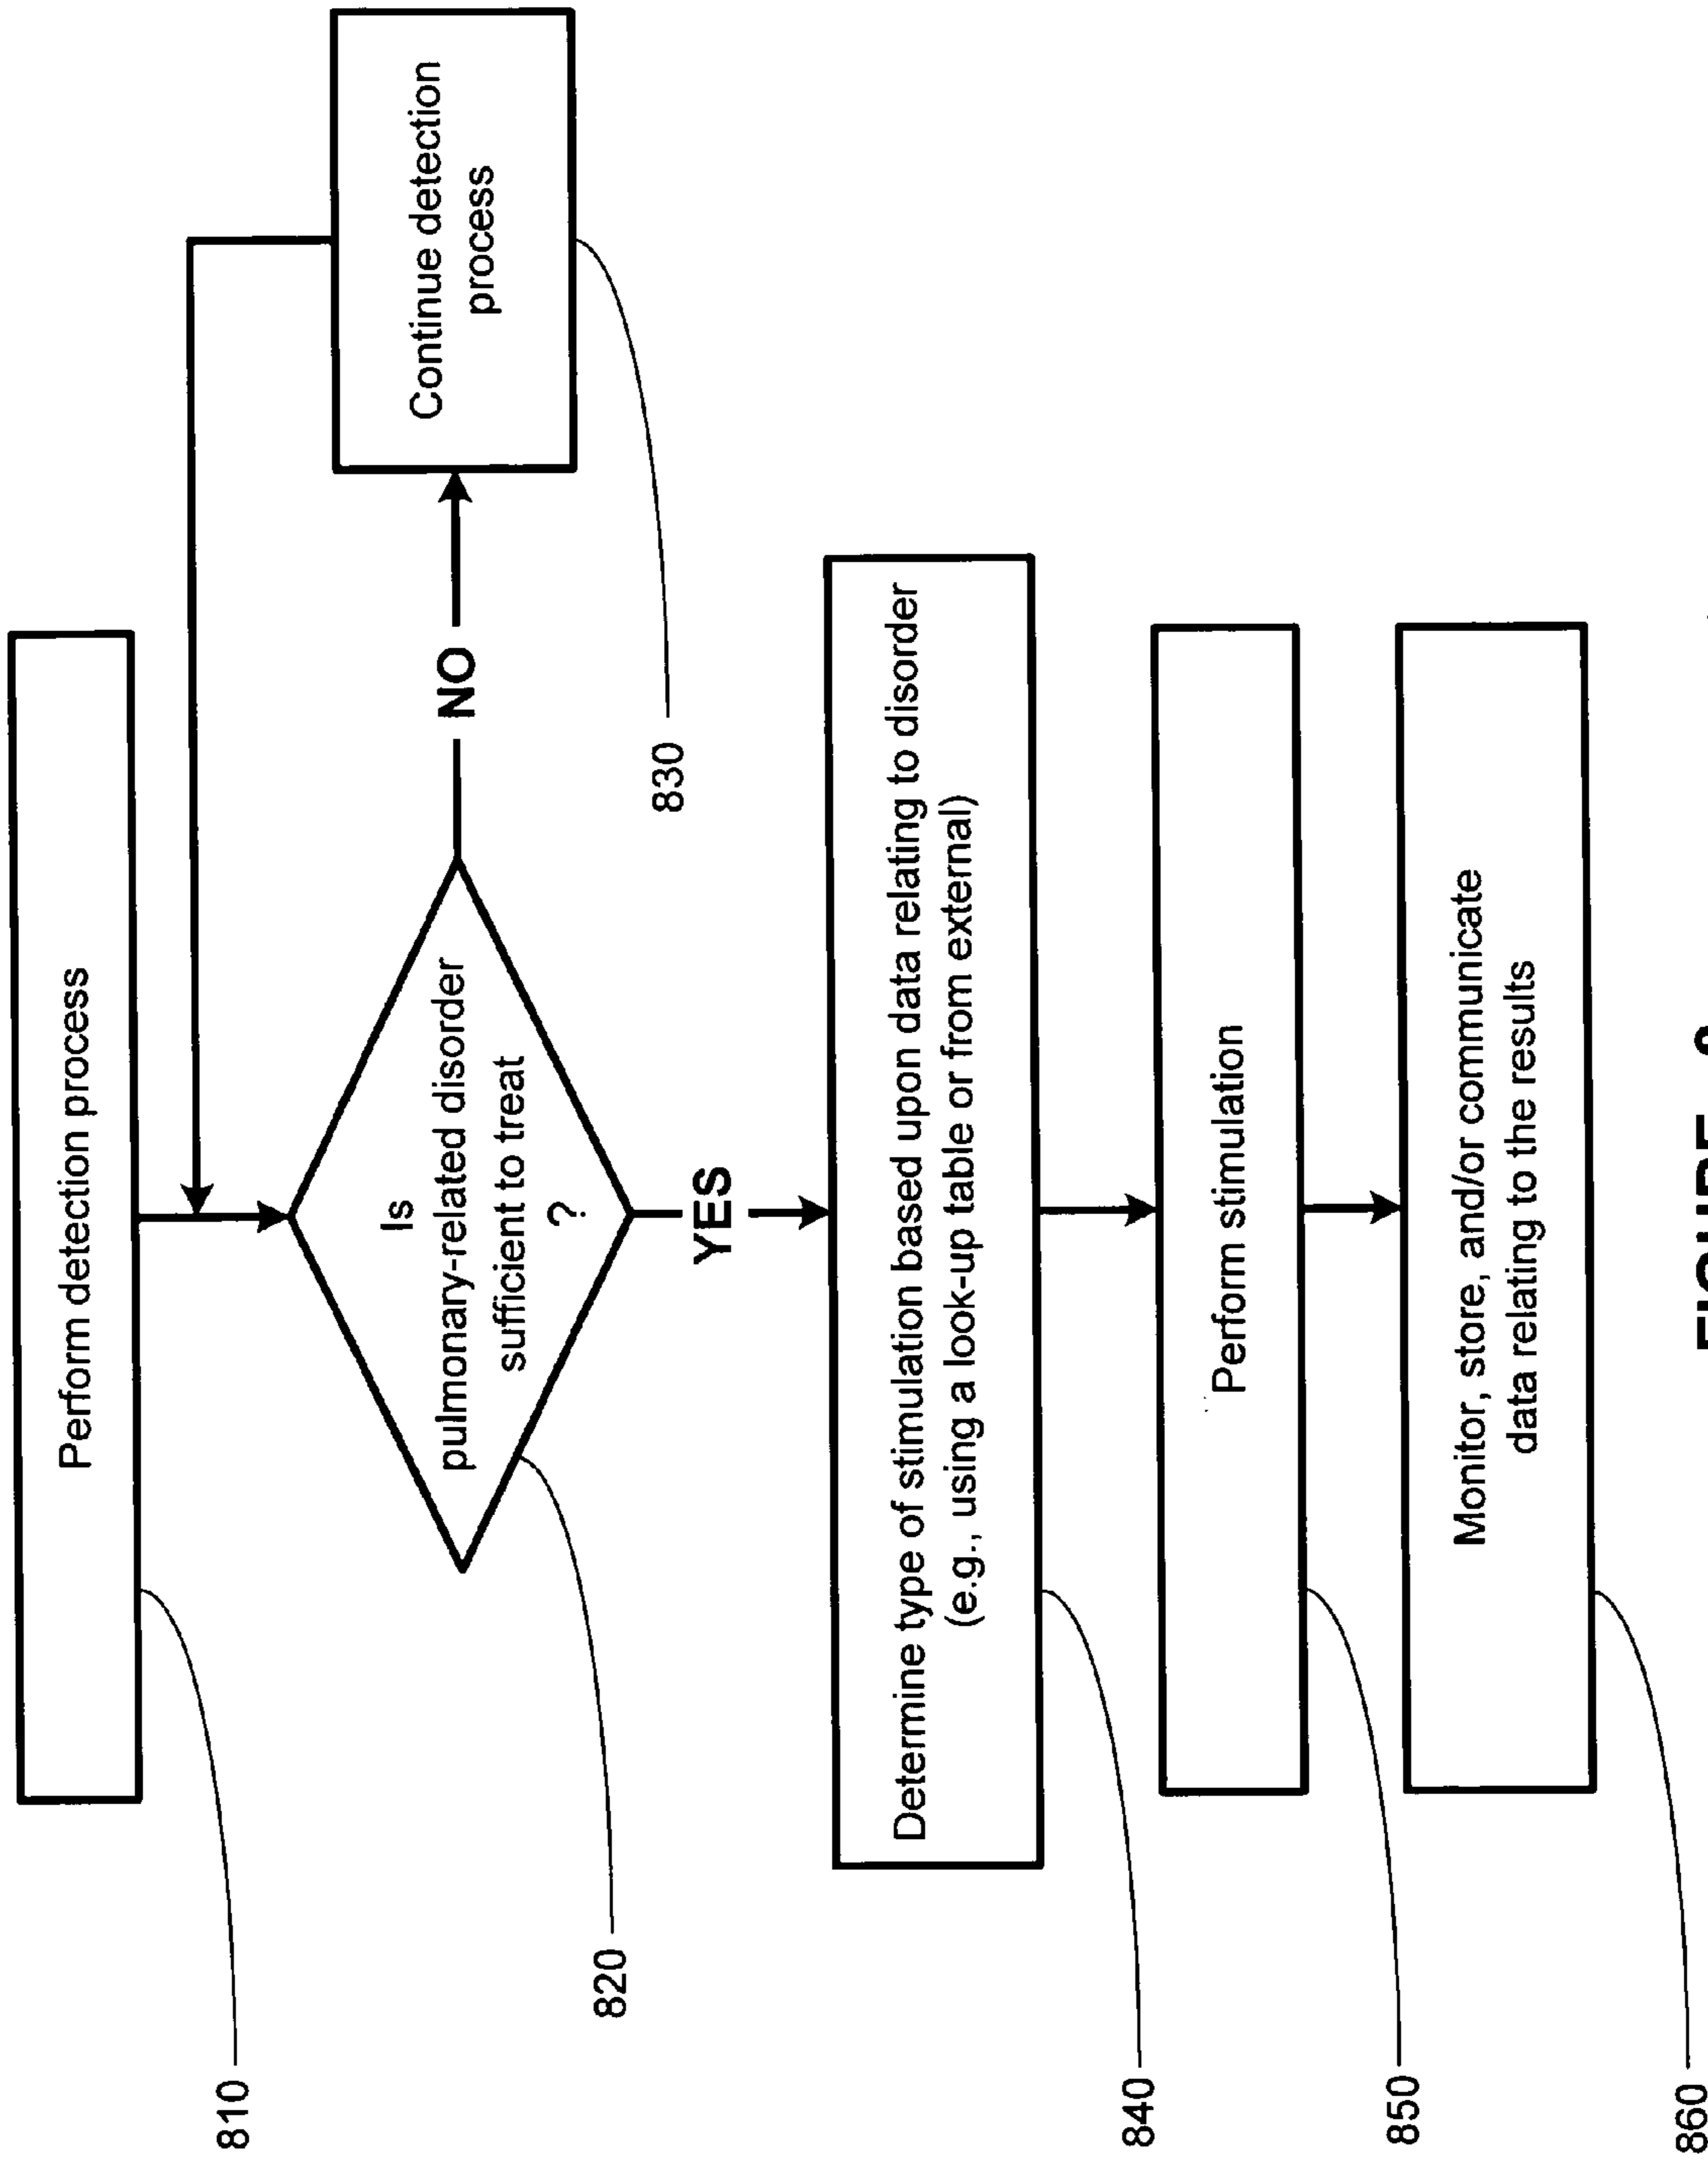 Perform detection process
810
Is
pulmonary-related disorder
sufficient to treat
?
820
NO
Continue detection
process
830
YES
Determine type of stimulation based upon data relating to disorder
(e.g., using a look-up table or from external)
840
Perform stimulation
850
Monitor, store, and/or communicate
data relating to the results
860